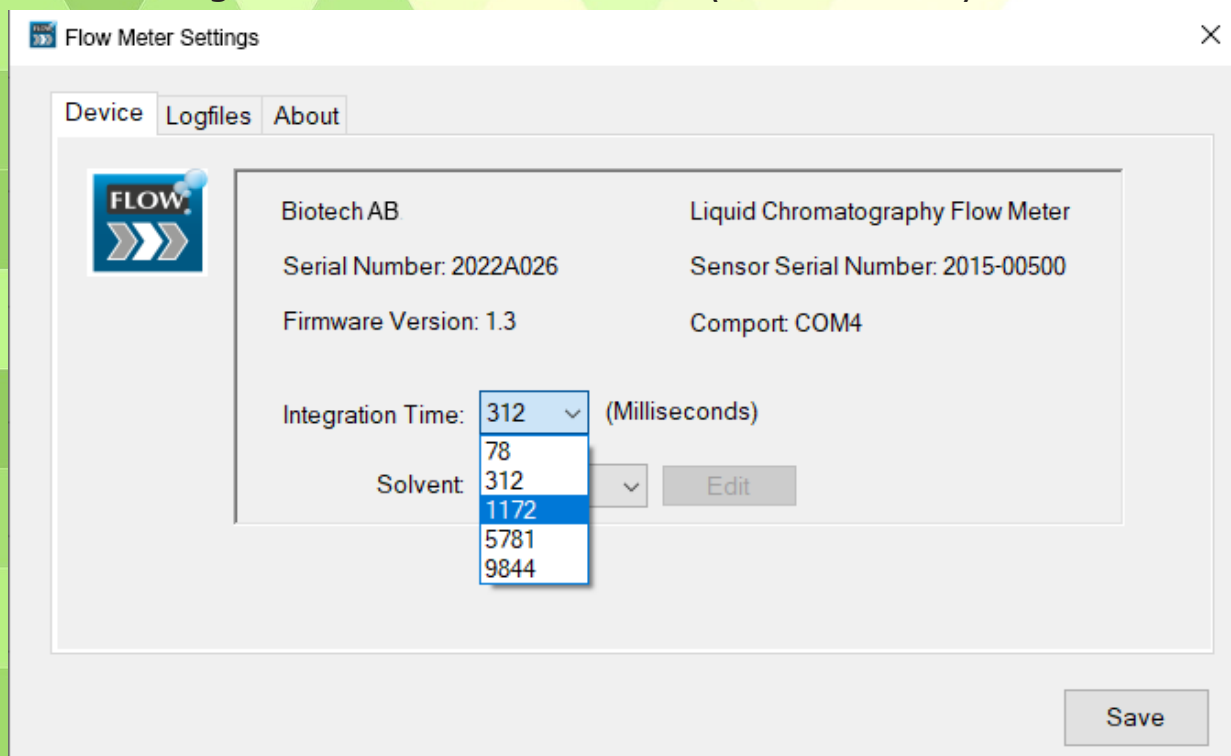 Flow Meter Settings
Device Logfiles About
FLOW
Biotech AB Liquid Chromatography Flow Meter
Serial Number: 2022A026 Sensor Serial Number: 2015-00500
Firmware Version: 1.3 Comport: COM4
Integration Time: 312 (Milliseconds)
78
Solvent: 312 Edit
1172
5781
9844
Save